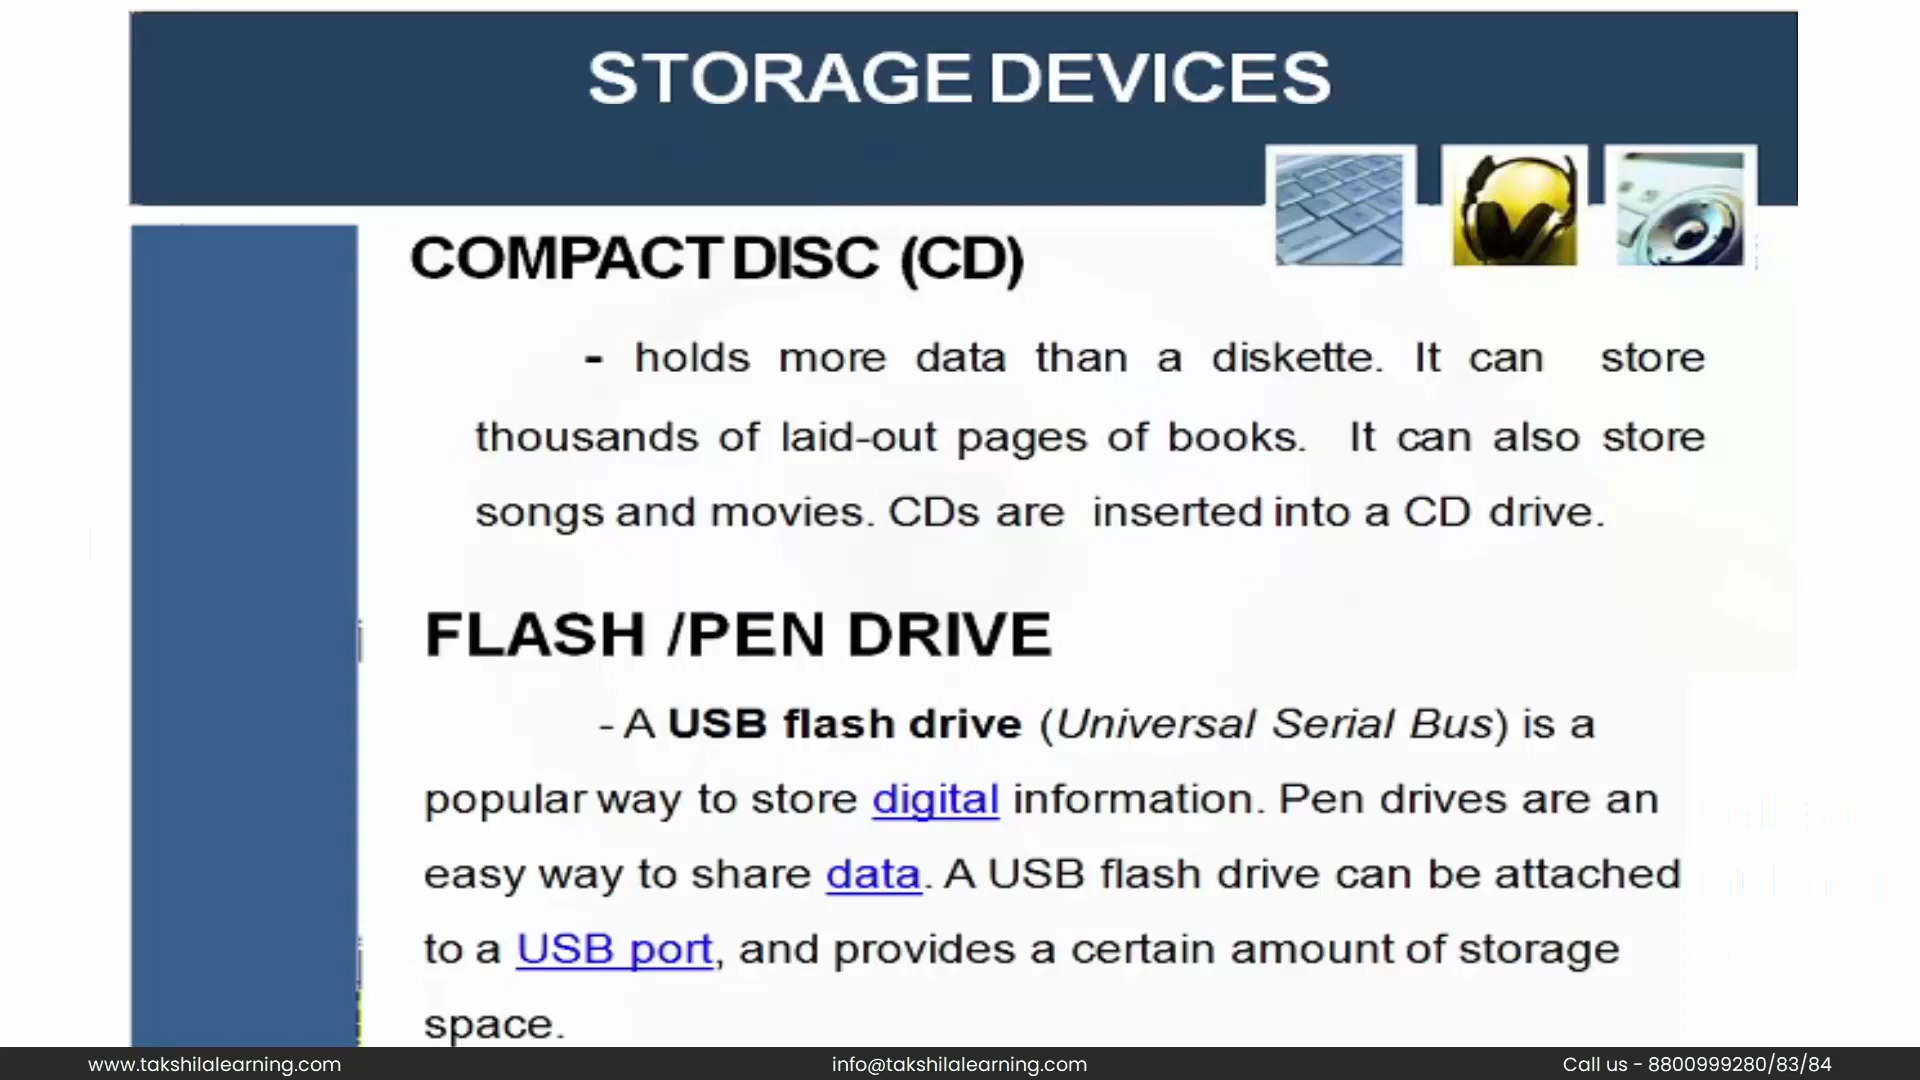 STORAGE DEVICES
COMPACT DISC (CD)
- holds more data than a diskette. It can store
thousands of laid-out pages of books. It can also store
songs and movies. CDs are inserted into a CD drive.
FLASH /PEN DRIVE
- A USB flash drive (Universal Serial Bus) is a
popular way to store digital information. Pen drives are an
easy way to share data. A USB flash drive can be attached
to a USB port, and provides a certain amount of storage
space.
www.takshilalearning.com info@takshilalearning.com Call us - 8800999280/83/84